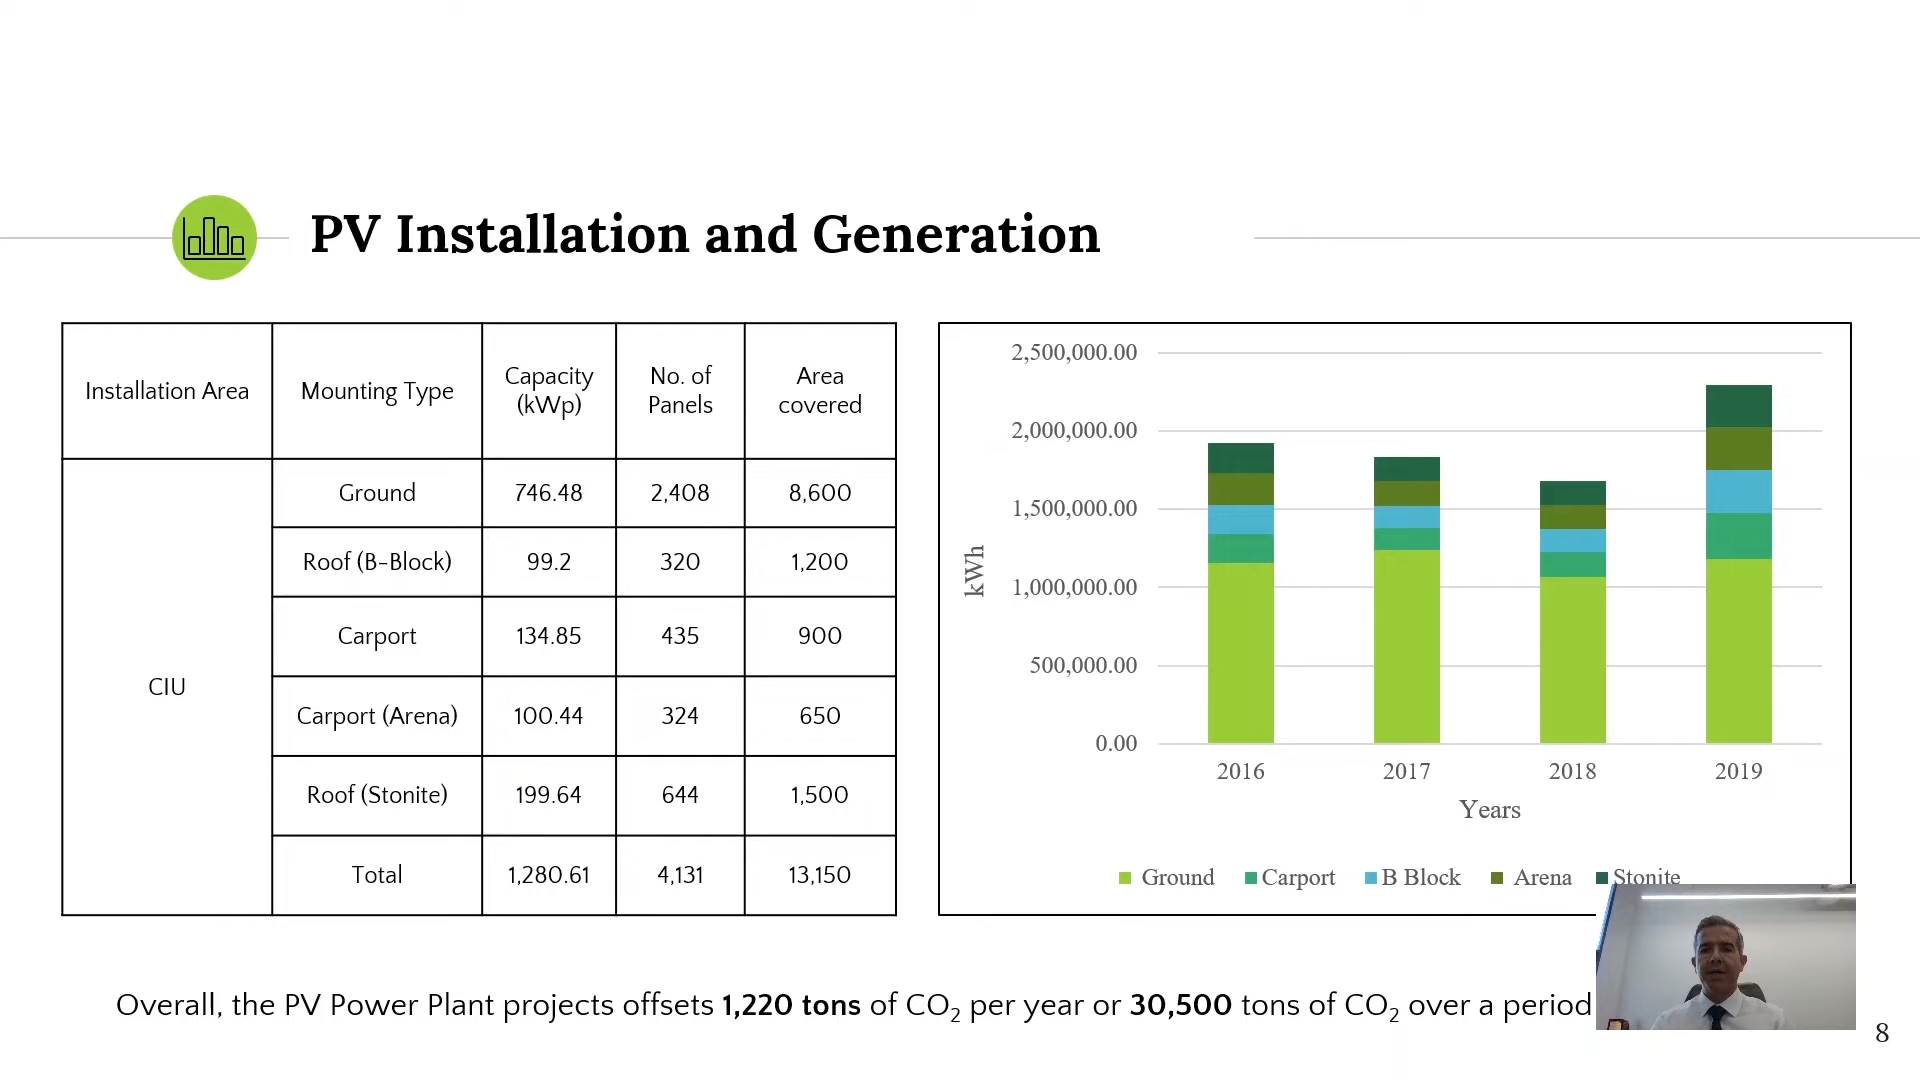 PV Installation and Generation
Installation Area Mounting Type Capacity (kWp) No. of Panels Area covered
CIU
Ground 746.48 2,408 8,600
Roof (B-Block) 99.2 320 1,200
Carport 134.85 435 900
Carport (Arena) 100.44 324 650
Roof (Stonite) 199.64 644 1,500
Total 1,280.61 4,131 13,150
2,500,000.00
2,000,000.00
1,500,000.00
1,000,000.00
500,000.00
0.00
kWh
2016 2017 2018 2019
Years
Ground Carport B Block Arena Stonite
Overall, the PV Power Plant projects offsets 1,220 tons of CO2 per year or 30,500 tons of CO2 over a period
8